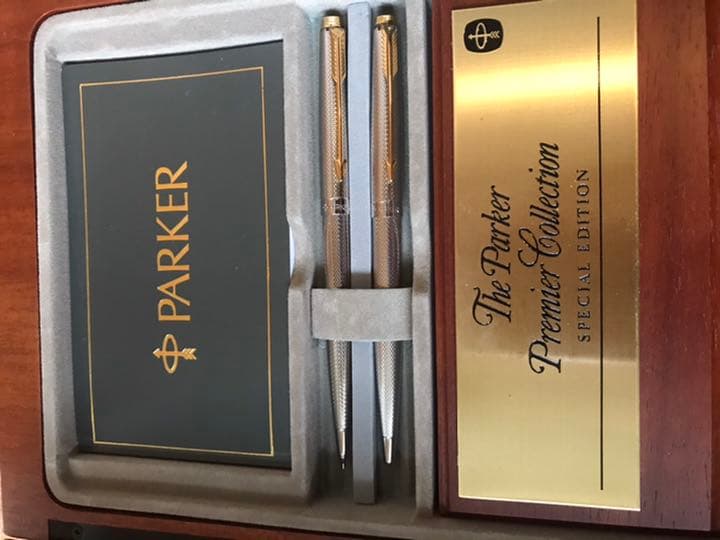 PARKER
The Parker
Premier Collection
SPECIAL EDITION